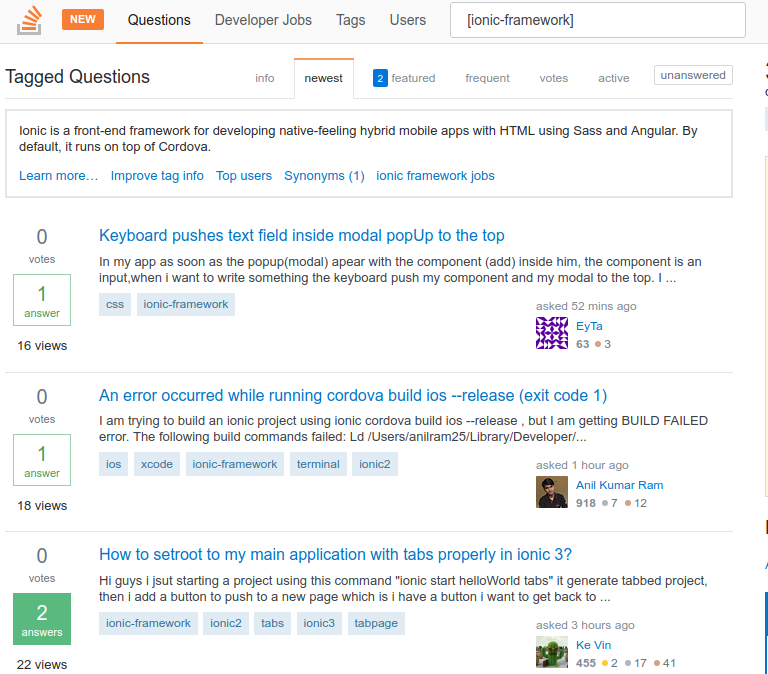 NEW Questions Developer Jobs Tags Users [ionic-framework]
Tagged Questions info newest 2 featured frequent votes active unanswered
Ionic is a front-end framework for developing native-feeling hybrid mobile apps with HTML using Sass and Angular. By
default, it runs on top of Cordova.
Learn more… Improve tag info Top users Synonyms (1) ionic framework jobs
0
votes
1
answer
16 views
Keyboard pushes text field inside modal popUp to the top
In my app as soon as the popup(modal) apear with the component (add) inside him, the component is an
input,when i want to write something the keyboard push my component and my modal to the top. I ...
css ionic-framework
asked 52 mins ago
EyTa
63 3
0
votes
1
answer
18 views
An error occurred while running cordova build ios --release (exit code 1)
I am trying to build an ionic project using ionic cordova build ios --release , but I am getting BUILD FAILED
error. The following build commands failed: Ld /Users/anilram25/Library/Developer/...
ios xcode ionic-framework terminal ionic2
asked 1 hour ago
Anil Kumar Ram
918 7 12
0
votes
2
answers
22 views
How to setroot to my main application with tabs properly in ionic 3?
Hi guys i jsut starting a project using this command "ionic start helloWorld tabs" it generate tabbed project,
then i add a button to push to a new page which is i have a button i want to get back to ...
ionic-framework ionic2 tabs ionic3 tabpage
asked 3 hours ago
Ke Vin
455 2 17 41